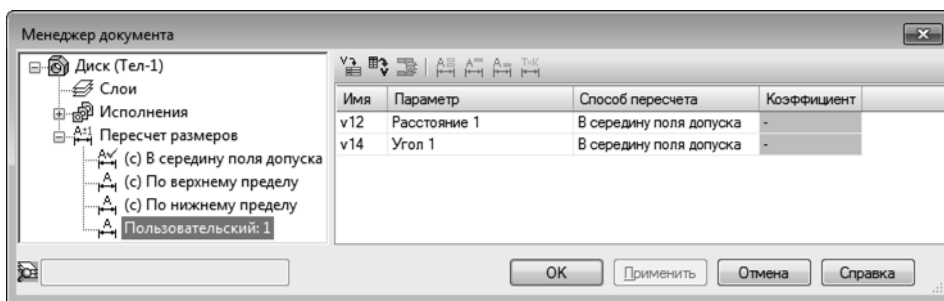 Менеджер документа
Диск (Тел-1)
Слои
Исполнения
Пересчет размеров
(с) В середину поля допуска
(с) По верхнему пределу
(с) По нижнему пределу
Пользовательский: 1
Имя Параметр Способ пересчета Коэффициент
v12 Расстояние 1 В середину поля допуска -
v14 Угол 1 В середину поля допуска -
OK Применить Отмена Справка